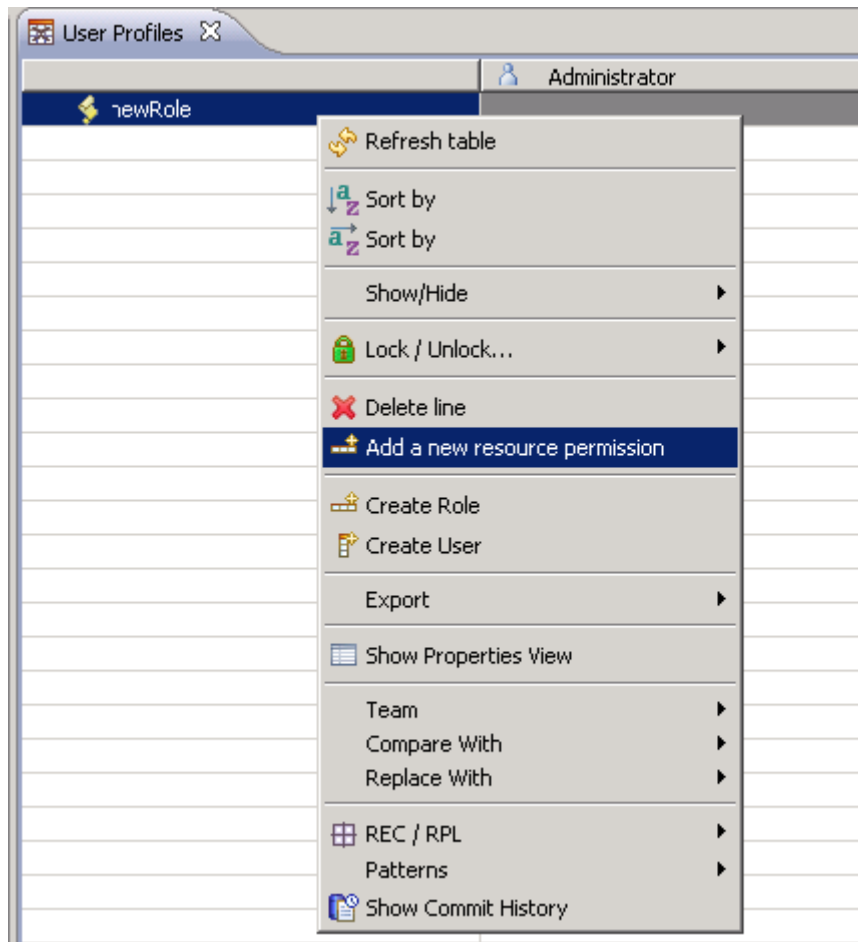 User Profiles
Administrator
newRole
Refresh table
Sort by
Sort by
Show/Hide
Lock / Unlock...
Delete line
Add a new resource permission
Create Role
Create User
Export
Show Properties View
Team
Compare With
Replace With
REC / RPL
Patterns
Show Commit History